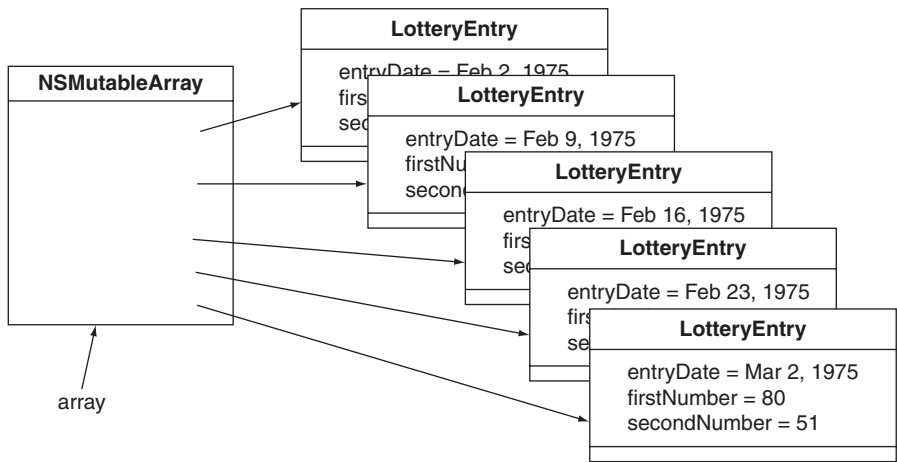 NSMutableArray
array
LotteryEntry
entryDate = Feb 2, 1975
LotteryEntry
entryDate = Feb 9, 1975
LotteryEntry
entryDate = Feb 16, 1975
LotteryEntry
entryDate = Feb 23, 1975
LotteryEntry
entryDate = Mar 2, 1975
firstNumber = 80
secondNumber = 51